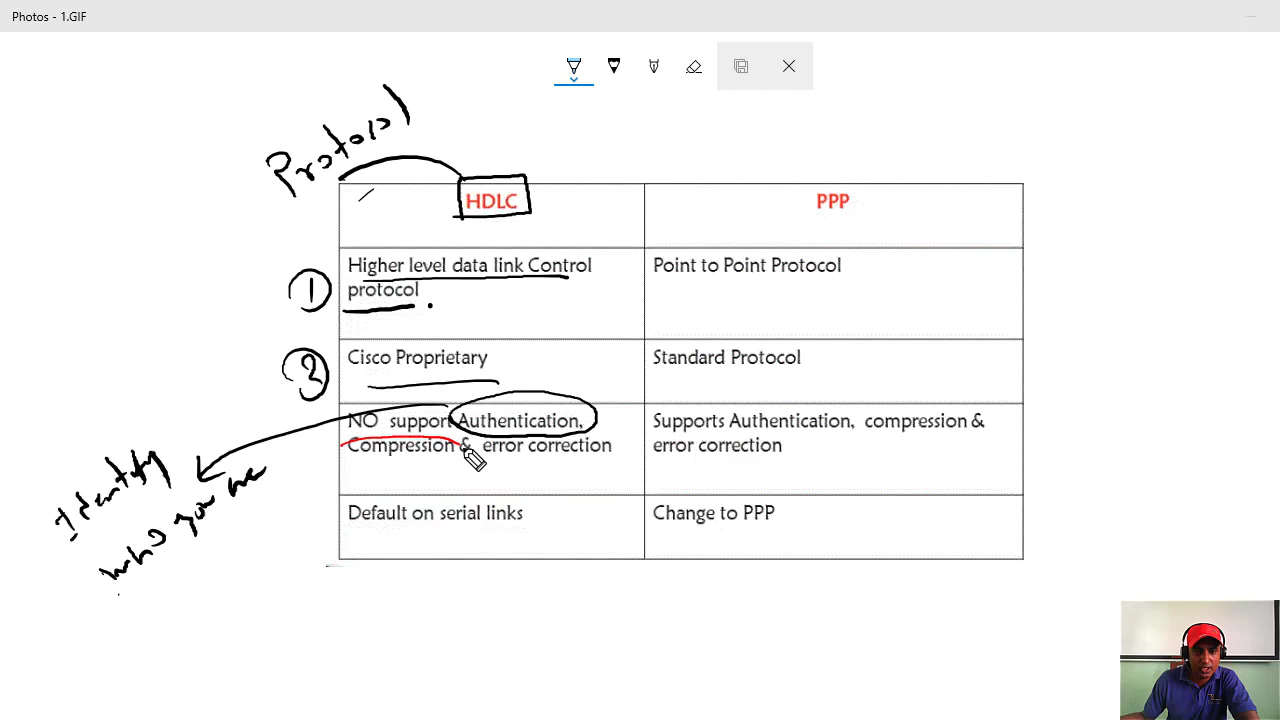 Photos - 1.GIF
Protocol
HDLC
PPP
1
Higher level data link Control
protocol
Point to Point Protocol
2
Cisco Proprietary
Standard Protocol
NO support Authentication,
Compression & error correction
Supports Authentication, compression &
error correction
Identify
who you are
Default on serial links
Change to PPP